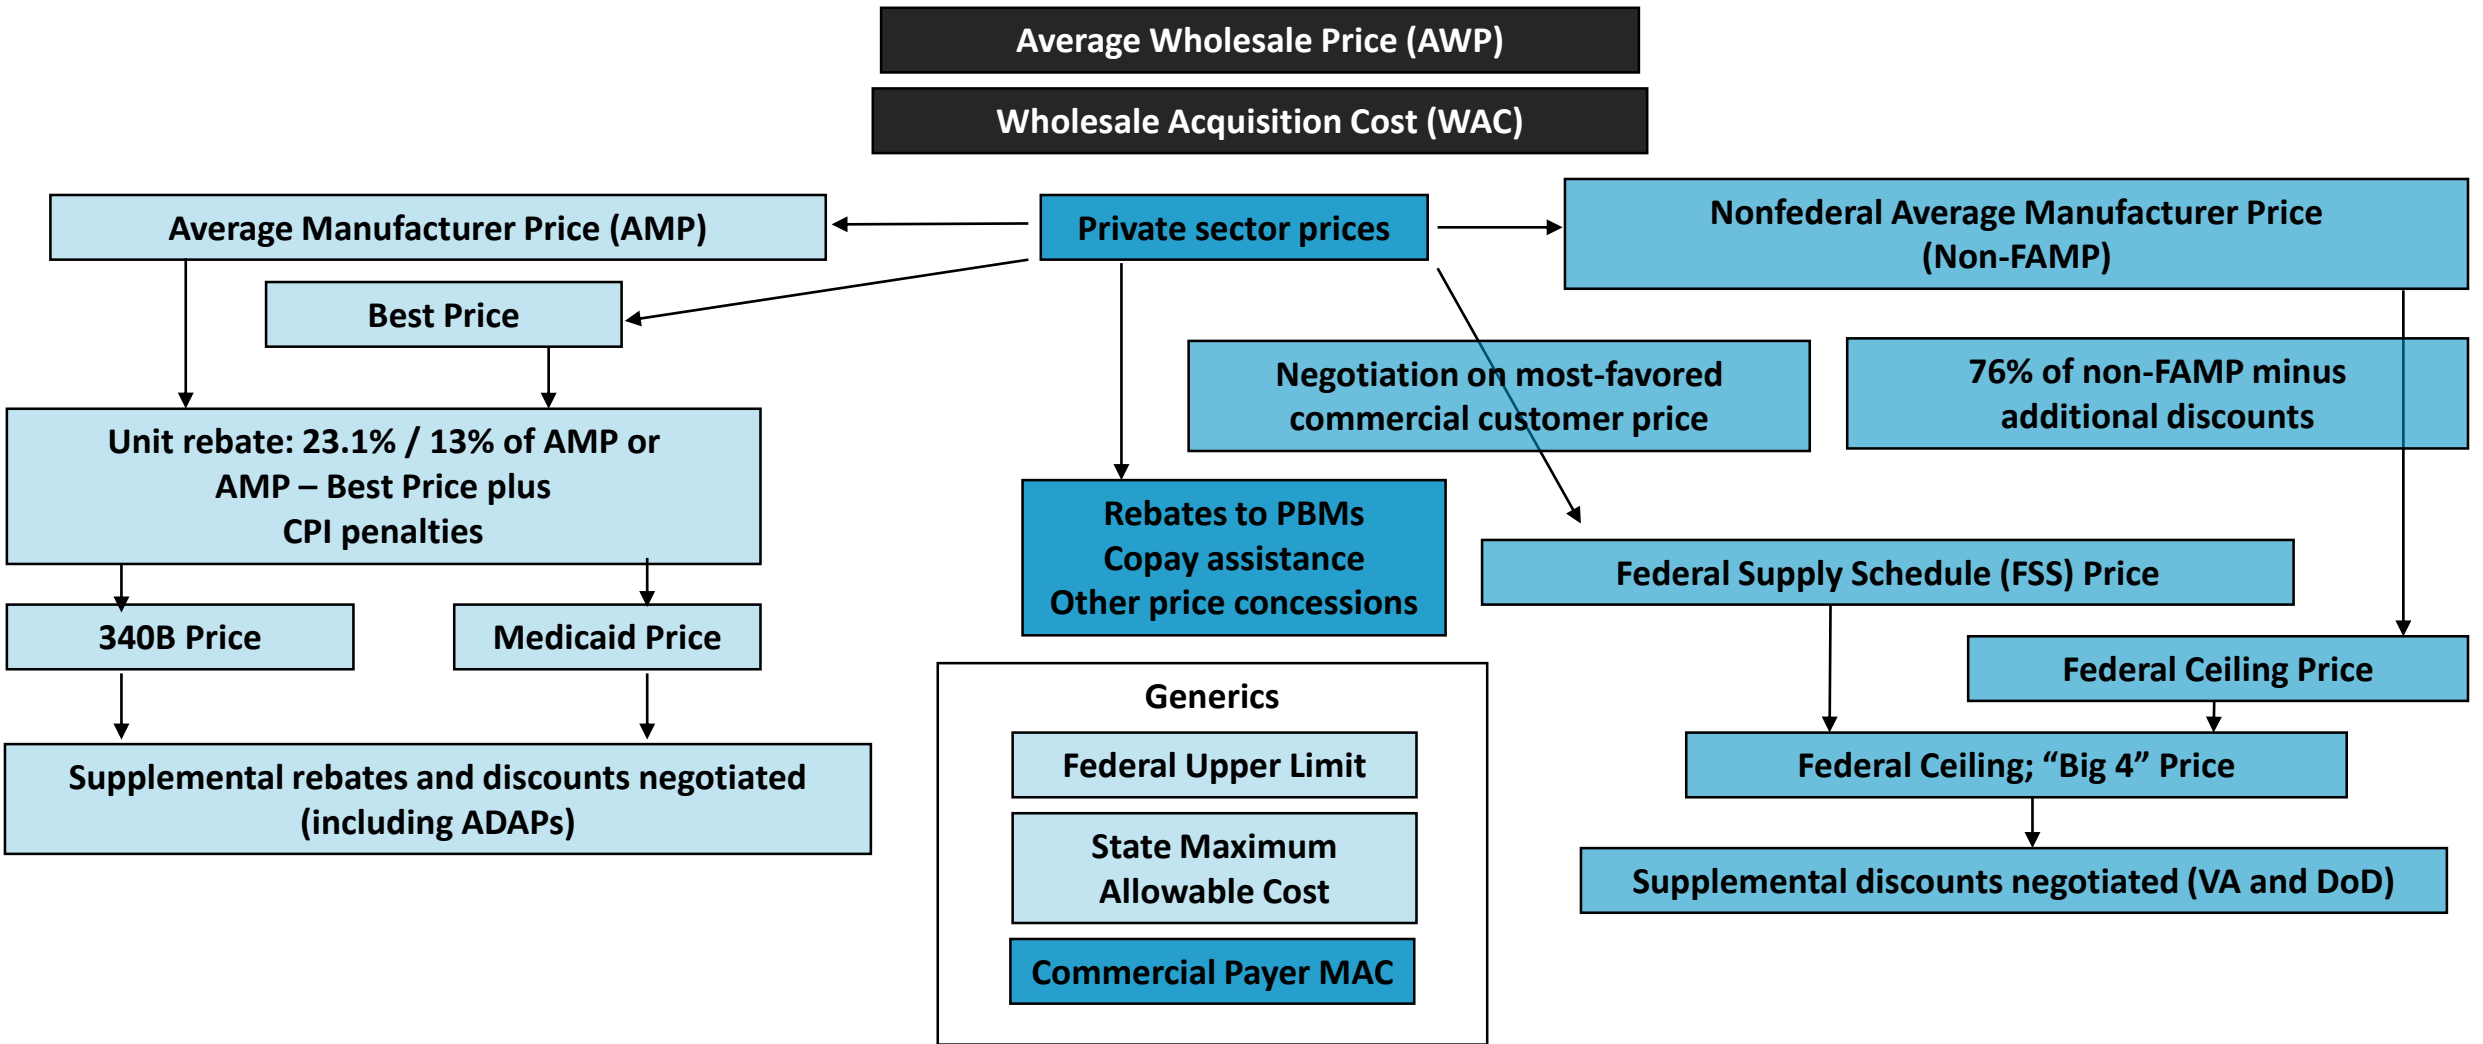 Average Wholesale Price (AWP)
Wholesale Acquisition Cost (WAC)
Average Manufacturer Price (AMP)
Private sector prices
Nonfederal Average Manufacturer Price
(Non-FAMP)
Best Price
Negotiation on most-favored
commercial customer price
76% of non-FAMP minus
additional discounts
Unit rebate: 23.1% / 13% of AMP or
AMP – Best Price plus
CPI penalties
Rebates to PBMs
Copay assistance
Other price concessions
Federal Supply Schedule (FSS) Price
340B Price
Medicaid Price
Federal Ceiling Price
Generics
Federal Upper Limit
State Maximum
Allowable Cost
Commercial Payer MAC
Federal Ceiling; “Big 4” Price
Supplemental rebates and discounts negotiated
(including ADAPs)
Supplemental discounts negotiated (VA and DoD)